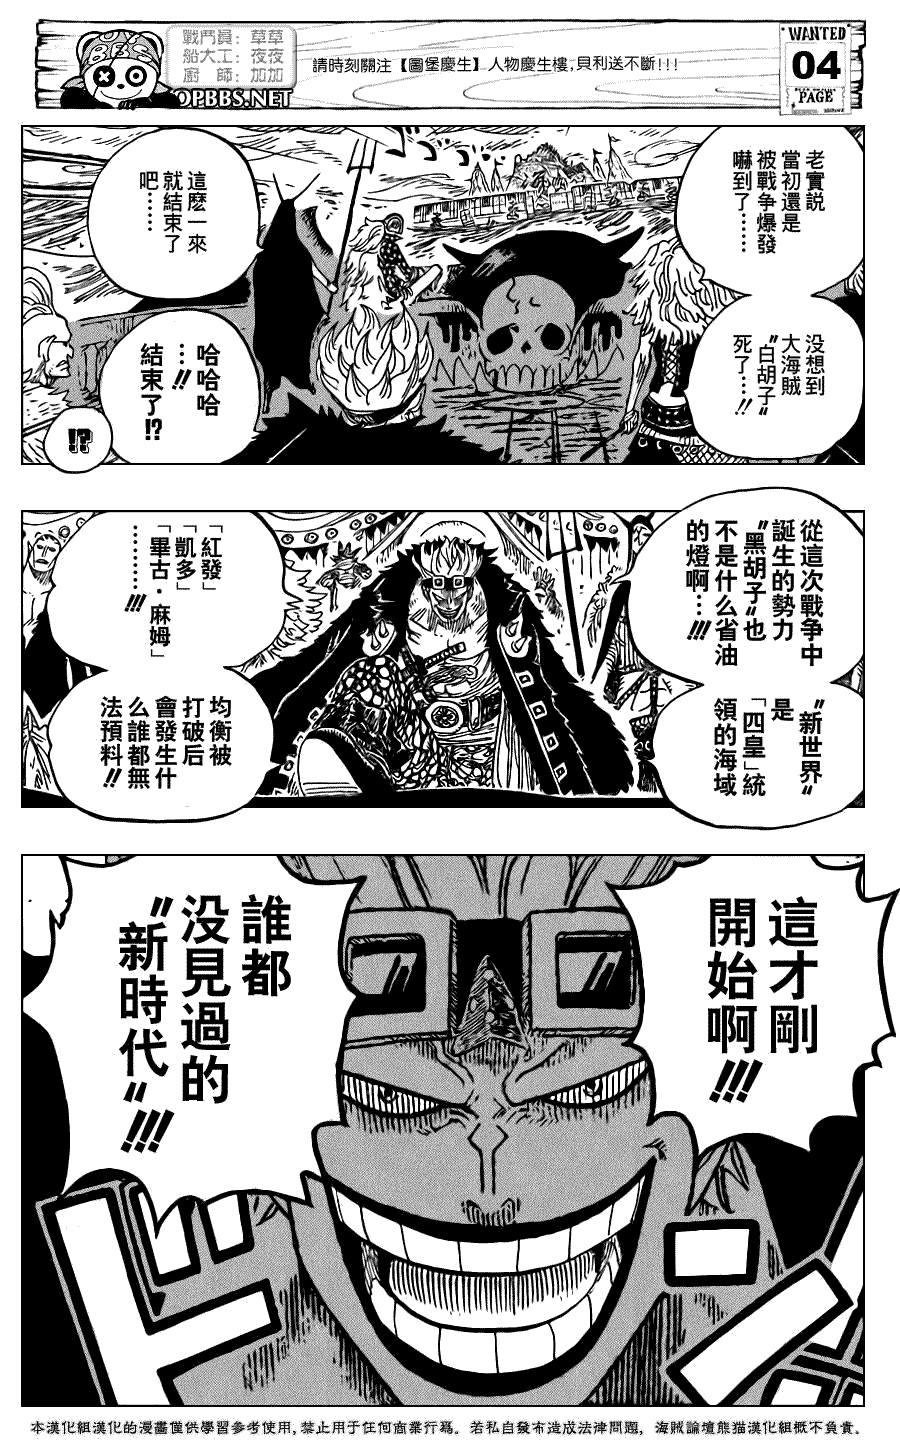 戰鬥員：草草
船大工：夜夜
廚　師：加加
OPBBS.NET
請時刻關注【圖堡慶生】人物慶生樓;貝利送不斷!!!
WANTED
04
PAGE
老實説
當初還是
被戰争爆發
嚇到了……
没想到
大海賊
〝白胡子〞
死了…!!
這麽一來
就結束了
吧……
哈哈哈
…!!
結束了!?
!?
從這次戰争中
誕生的勢力
〝黑胡子〞也
不是什么省油
的燈啊…!!!
〝新世界〞
是
「四皇」統
領的海域
「紅發」
「凱多」
「畢古·麻姆」
……!!!
均衡被
打破后
會發生什
么誰都無
法預料!!
這才剛
開始啊!!!
誰都
没見過的
〝新時代〞!!!
ドン
本漢化組漢化的漫畫僅供學習參考使用,禁止用于任何商業行爲。若私自發布造成法律問題, 海賊論壇熊猫漢化組概不負責。